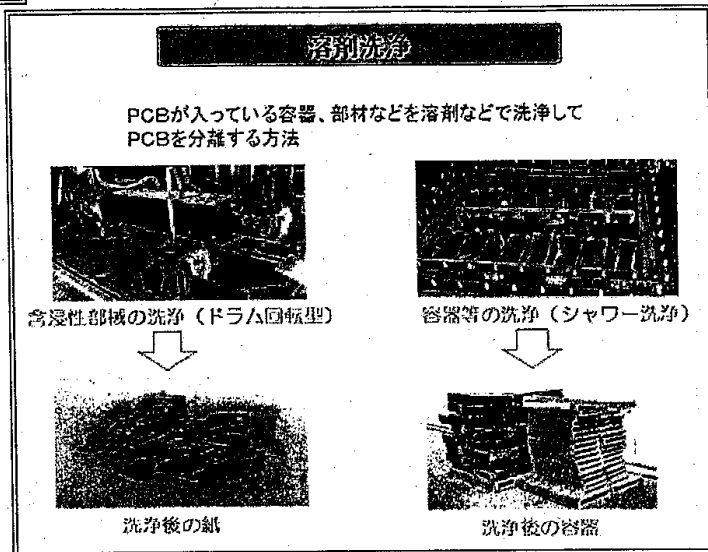 溶剤洗浄
PCBが入っている容器、部材などを溶剤などで洗浄して
PCBを分離する方法
含浸性部械の洗浄(ドラム回転型)
容器等の洗浄(シャワー洗浄)
洗浄後の紙
洗浄後の容器